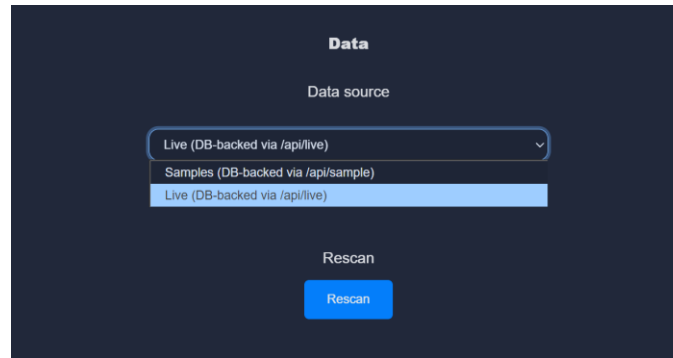 Data
Data source
Live (DB-backed via /api/live)
Samples (DB-backed via /api/sample)
Live (DB-backed via /api/live)
Rescan
Rescan